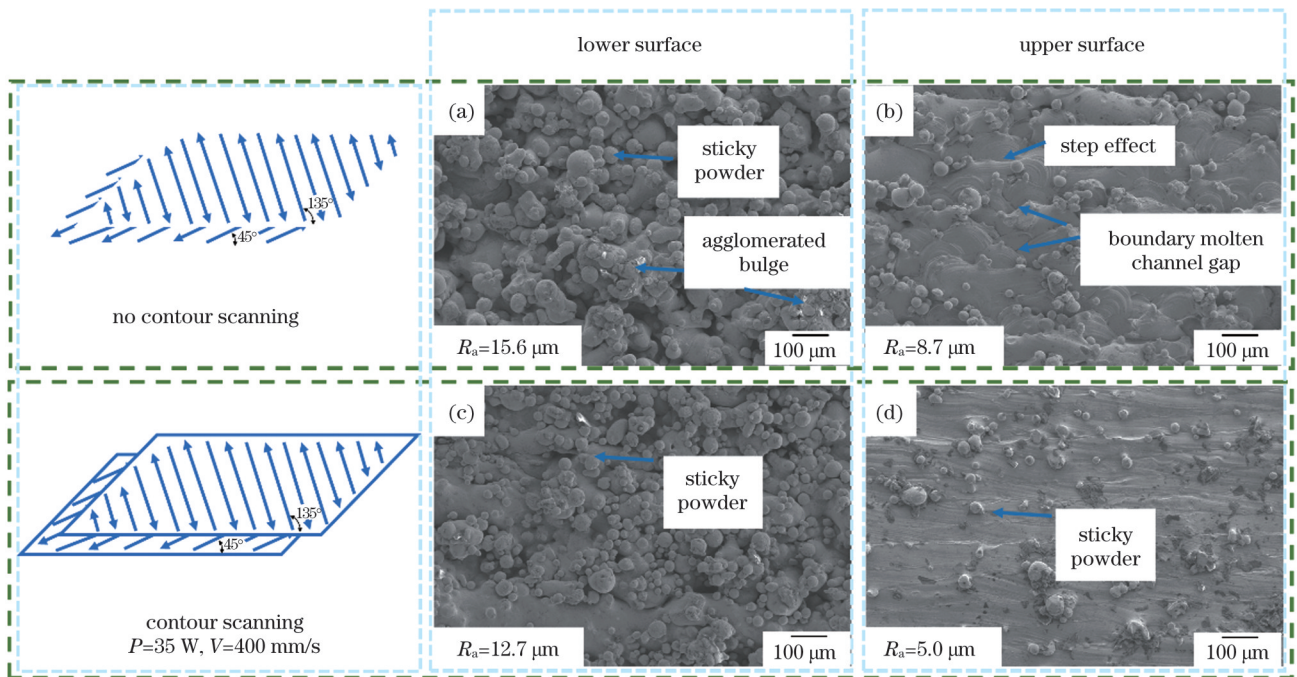 lower surface
upper surface
135°
45°
no contour scanning
(a)
sticky
powder
agglomerated
bulge
Ra=15.6 μm
100 μm
(b)
step effect
boundary molten
channel gap
Ra=8.7 μm
100 μm
135°
45°
contour scanning
P=35 W, V=400 mm/s
(c)
sticky
powder
Ra=12.7 μm
100 μm
(d)
sticky
powder
Ra=5.0 μm
100 μm